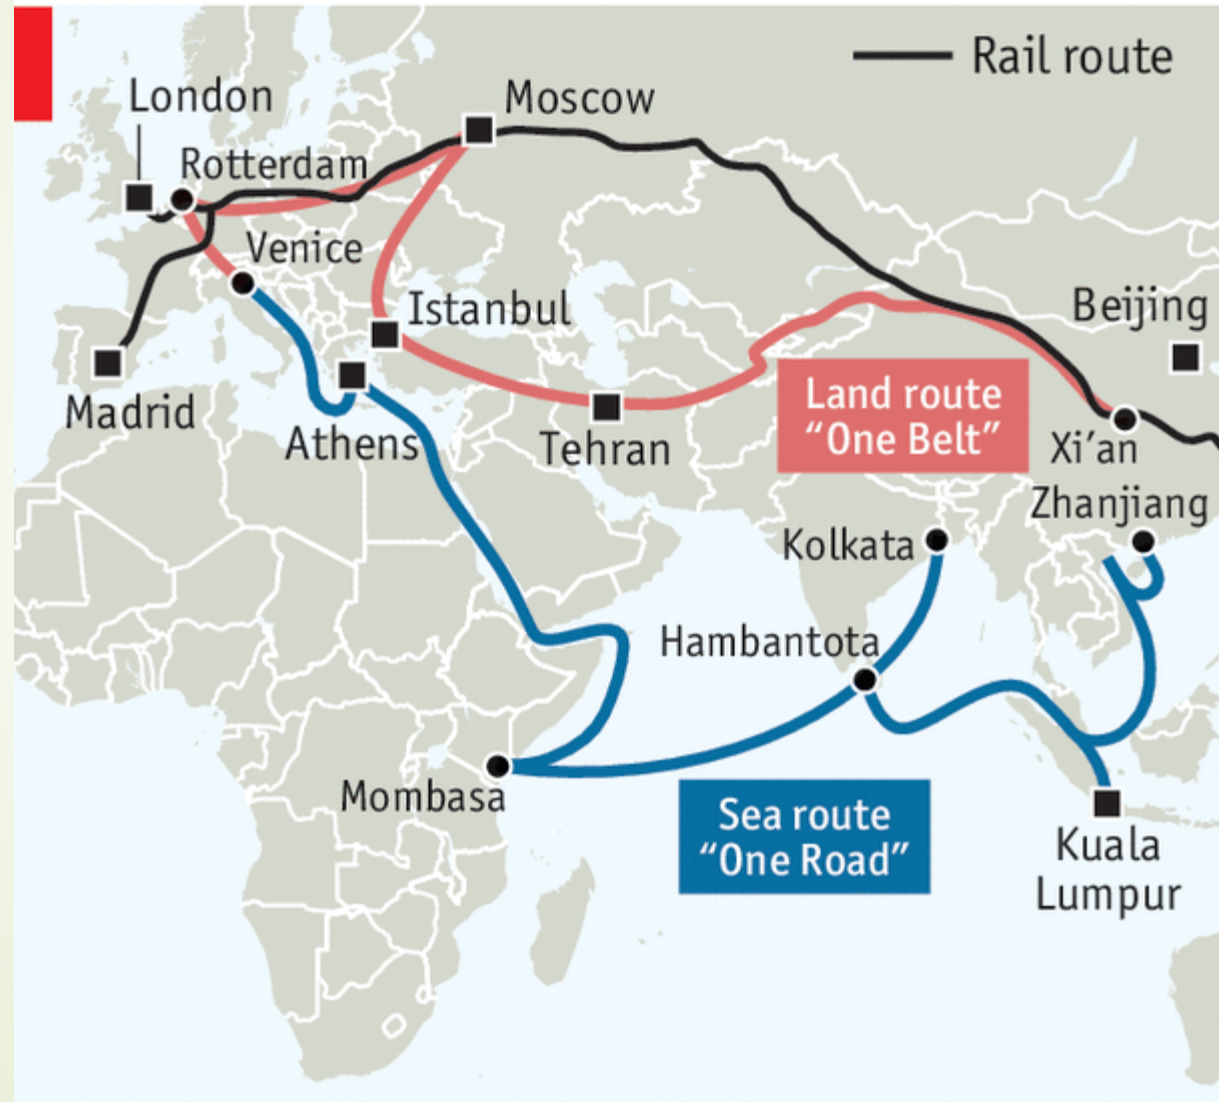 Rail route
London
Moscow
Rotterdam
Venice
Istanbul
Beijing
Madrid
Athens
Tehran
Land route
“One Belt”
Xi’an
Zhanjiang
Kolkata
Hambantota
Mombasa
Sea route
“One Road”
Kuala
Lumpur